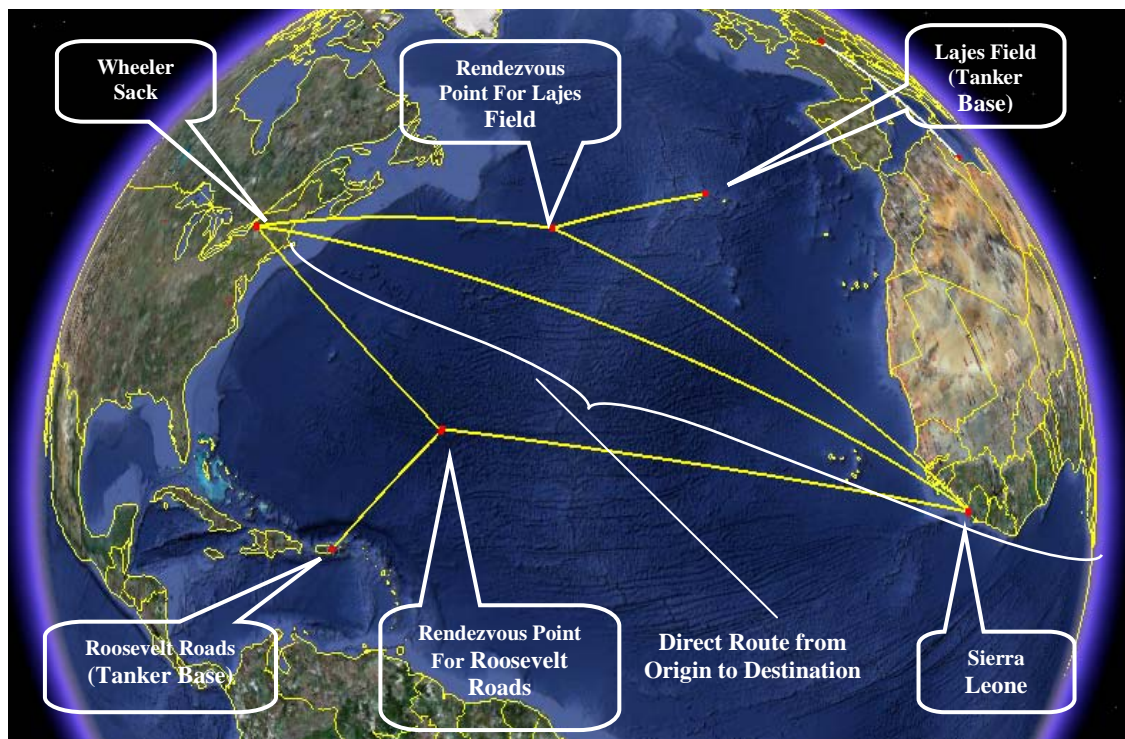 Wheeler
Sack
Rendezvous
Point For Lajes
Field
Lajes Field
(Tanker
Base)
Roosevelt Roads
(Tanker Base)
Rendezvous Point
For Roosevelt
Roads
Direct Route from
Origin to Destination
Sierra
Leone